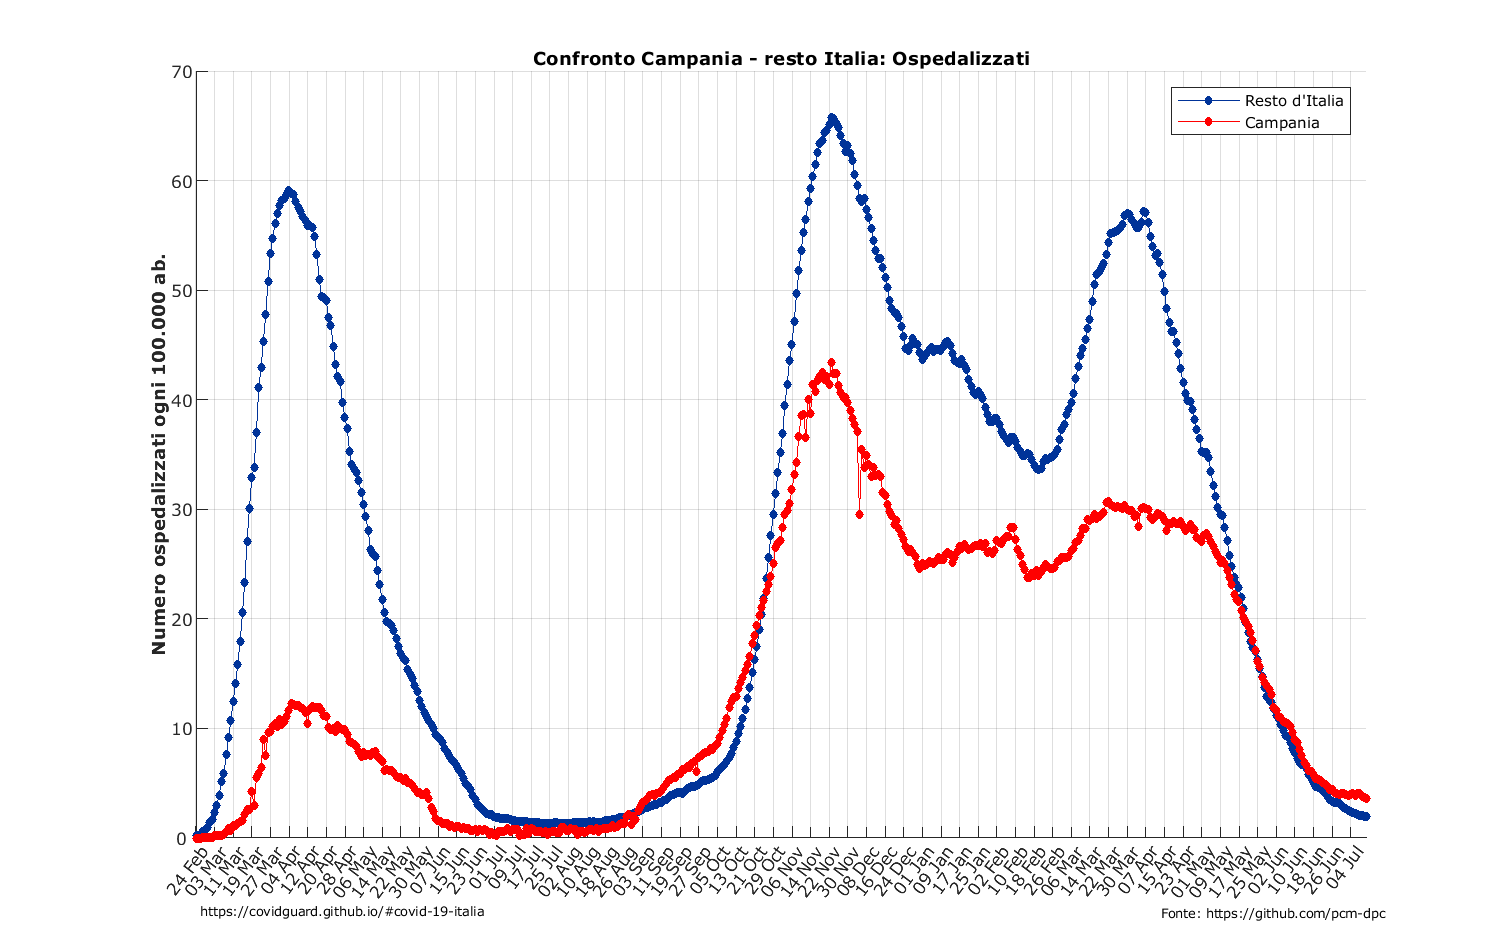 Confronto Campania - resto Italia: Ospedalizzati
Numero ospedalizzati ogni 100.000 ab.
70
60
50
40
30
20
10
0
Resto d'Italia
Campania
24 Feb
03 Mar
11 Mar
19 Mar
27 Mar
04 Apr
12 Apr
20 Apr
28 Apr
06 May
14 May
22 May
30 May
07 Jun
15 Jun
23 Jun
01 Jul
09 Jul
17 Jul
25 Jul
02 Aug
10 Aug
18 Aug
26 Aug
03 Sep
11 Sep
19 Sep
27 Sep
05 Oct
13 Oct
21 Oct
29 Oct
06 Nov
14 Nov
22 Nov
30 Nov
08 Dec
16 Dec
24 Dec
01 Jan
09 Jan
17 Jan
25 Jan
02 Feb
10 Feb
18 Feb
26 Feb
06 Mar
14 Mar
22 Mar
30 Mar
07 Apr
15 Apr
23 Apr
01 May
09 May
17 May
25 May
02 Jun
10 Jun
18 Jun
26 Jun
04 Jul
https://covidguard.github.io/#covid-19-italia
Fonte: https://github.com/pcm-dpc